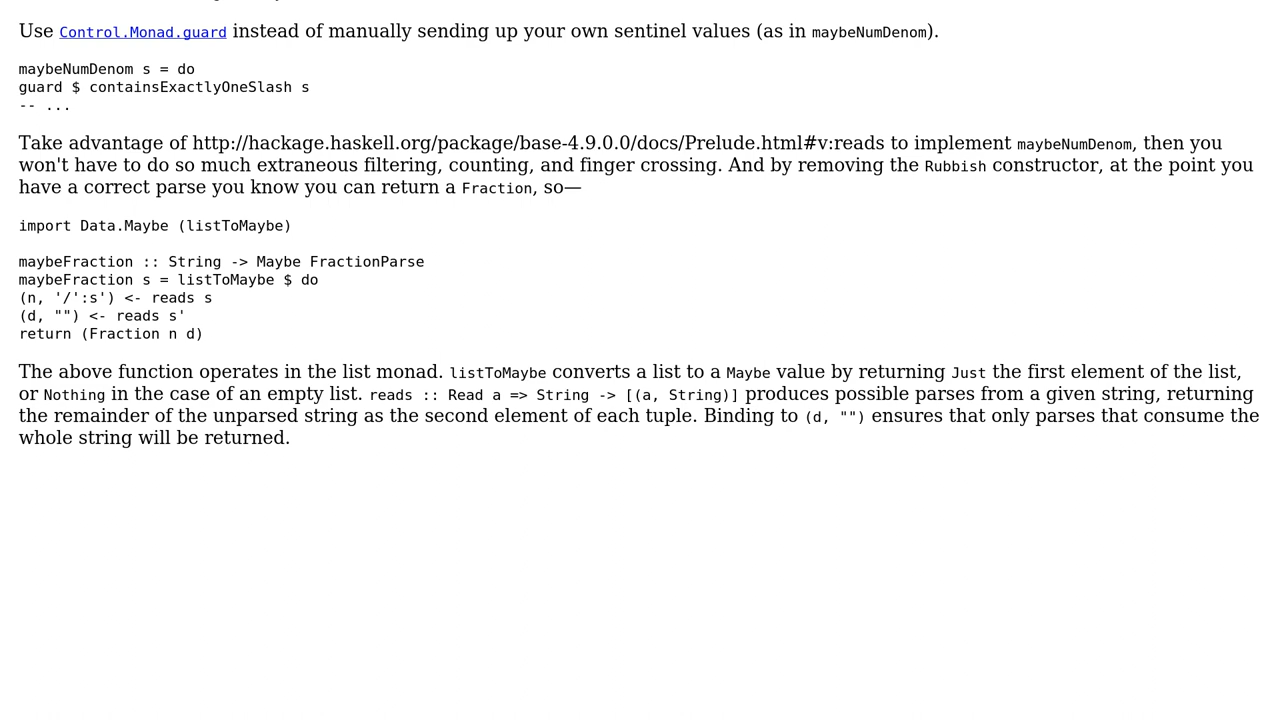 Use Control.Monad.guard instead of manually sending up your own sentinel values (as in maybeNumDenom).
maybeNumDenom s = do
guard $ containsExactlyOneSlash s
-- ...
Take advantage of http://hackage.haskell.org/package/base-4.9.0.0/docs/Prelude.html#v:reads to implement maybeNumDenom, then you
won't have to do so much extraneous filtering, counting, and finger crossing. And by removing the Rubbish constructor, at the point you
have a correct parse you know you can return a Fraction, so—
import Data.Maybe (listToMaybe)
maybeFraction :: String -> Maybe FractionParse
maybeFraction s = listToMaybe $ do
(n, '/':s') <- reads s
(d, "") <- reads s'
return (Fraction n d)
The above function operates in the list monad. listToMaybe converts a list to a Maybe value by returning Just the first element of the list,
or Nothing in the case of an empty list. reads :: Read a => String -> [(a, String)] produces possible parses from a given string, returning
the remainder of the unparsed string as the second element of each tuple. Binding to (d, "") ensures that only parses that consume the
whole string will be returned.